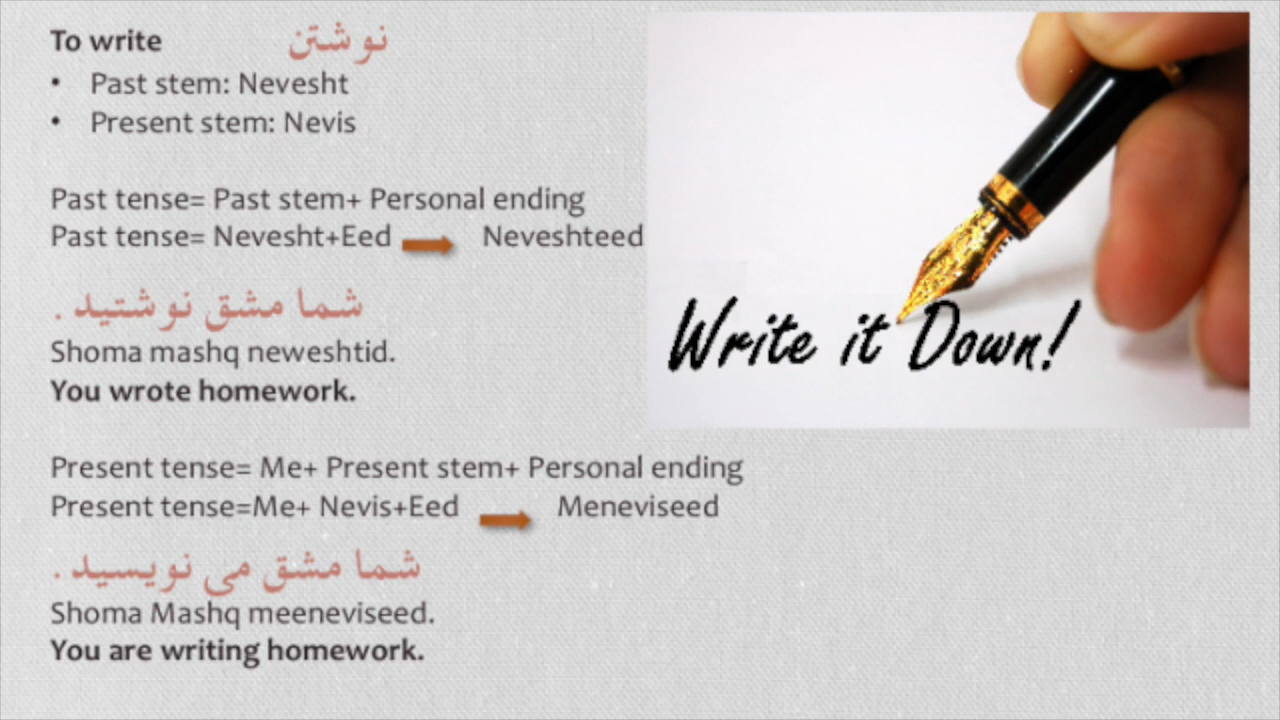 To write نوشتن
• Past stem: Nevesht
• Present stem: Nevis
Past tense= Past stem+ Personal ending
Past tense= Nevesht+Eed Neveshteed
شما مشق نوشتید .
Shoma mashq neweshtid.
You wrote homework.
Present tense= Me+ Present stem+ Personal ending
Present tense=Me+ Nevis+Eed Meneviseed
شما مشق می نویسید .
Shoma Mashq meeneviseed.
You are writing homework.
Write it Down!